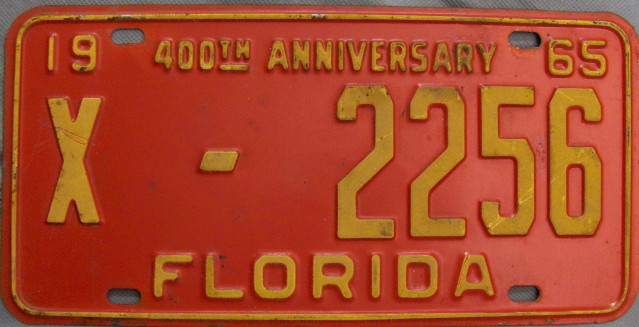 19 400TH ANNIVERSARY 65
X - 2256
FLORIDA